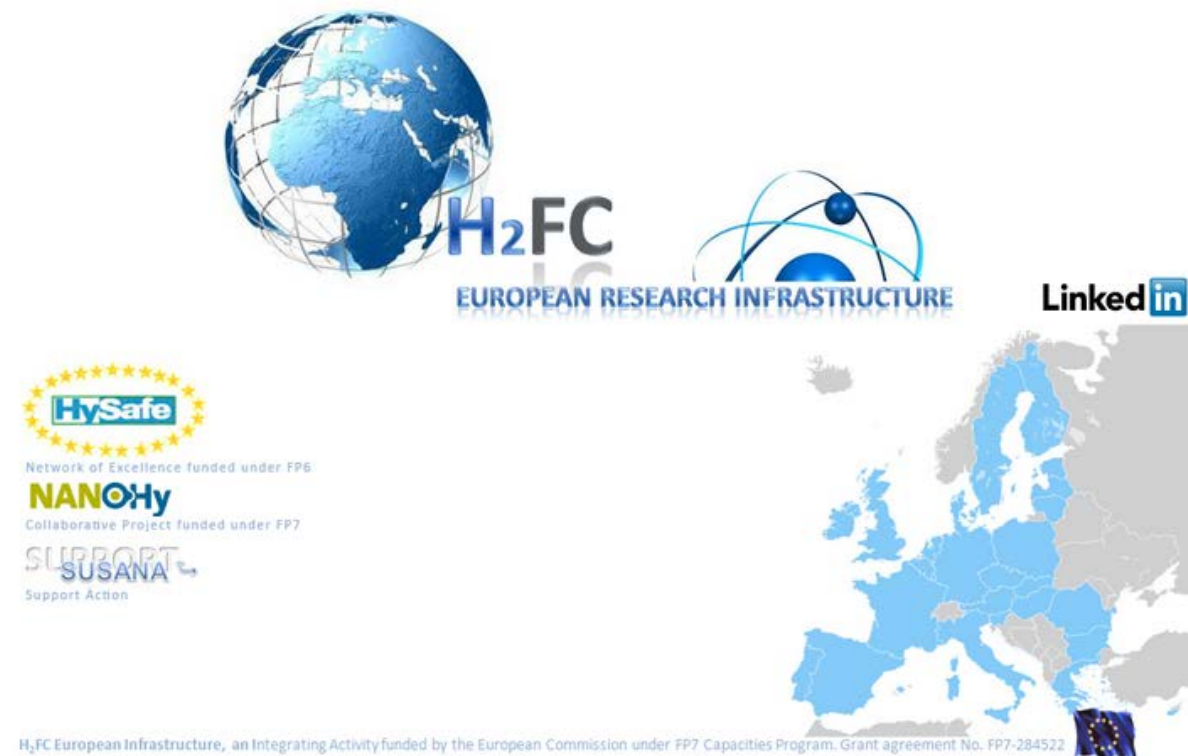 H2FC
EUROPEAN RESEARCH INFRASTRUCTURE
Linked in
HySafe
Network of Excellence funded under FP6
NANOHy
Collaborative Project funded under FP7
SUPPORT
SUSANA
Support Action
H₂FC European Infrastructure, an Integrating Activity funded by the European Commission under FP7 Capacities Program. Grant agreement No. FP7-284522